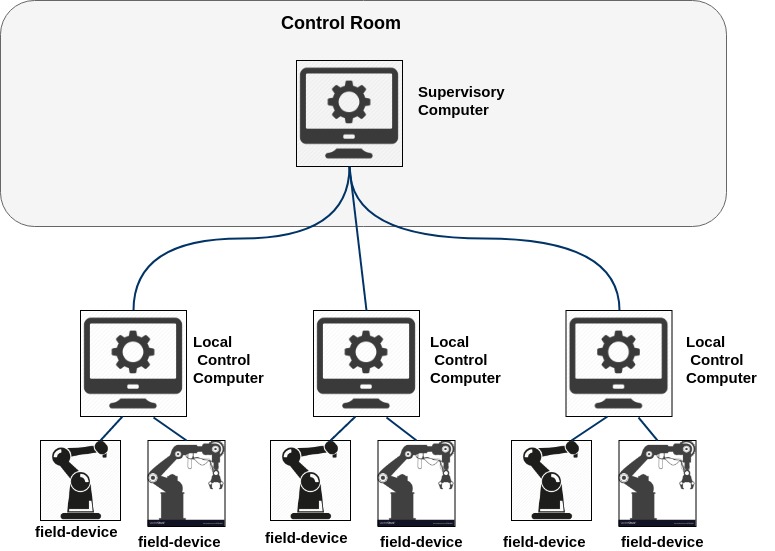 Control Room
Supervisory
Computer
Local
Control
Computer
Local
Control
Computer
Local
Control
Computer
field-device
field-device
field-device
field-device
field-device
field-device